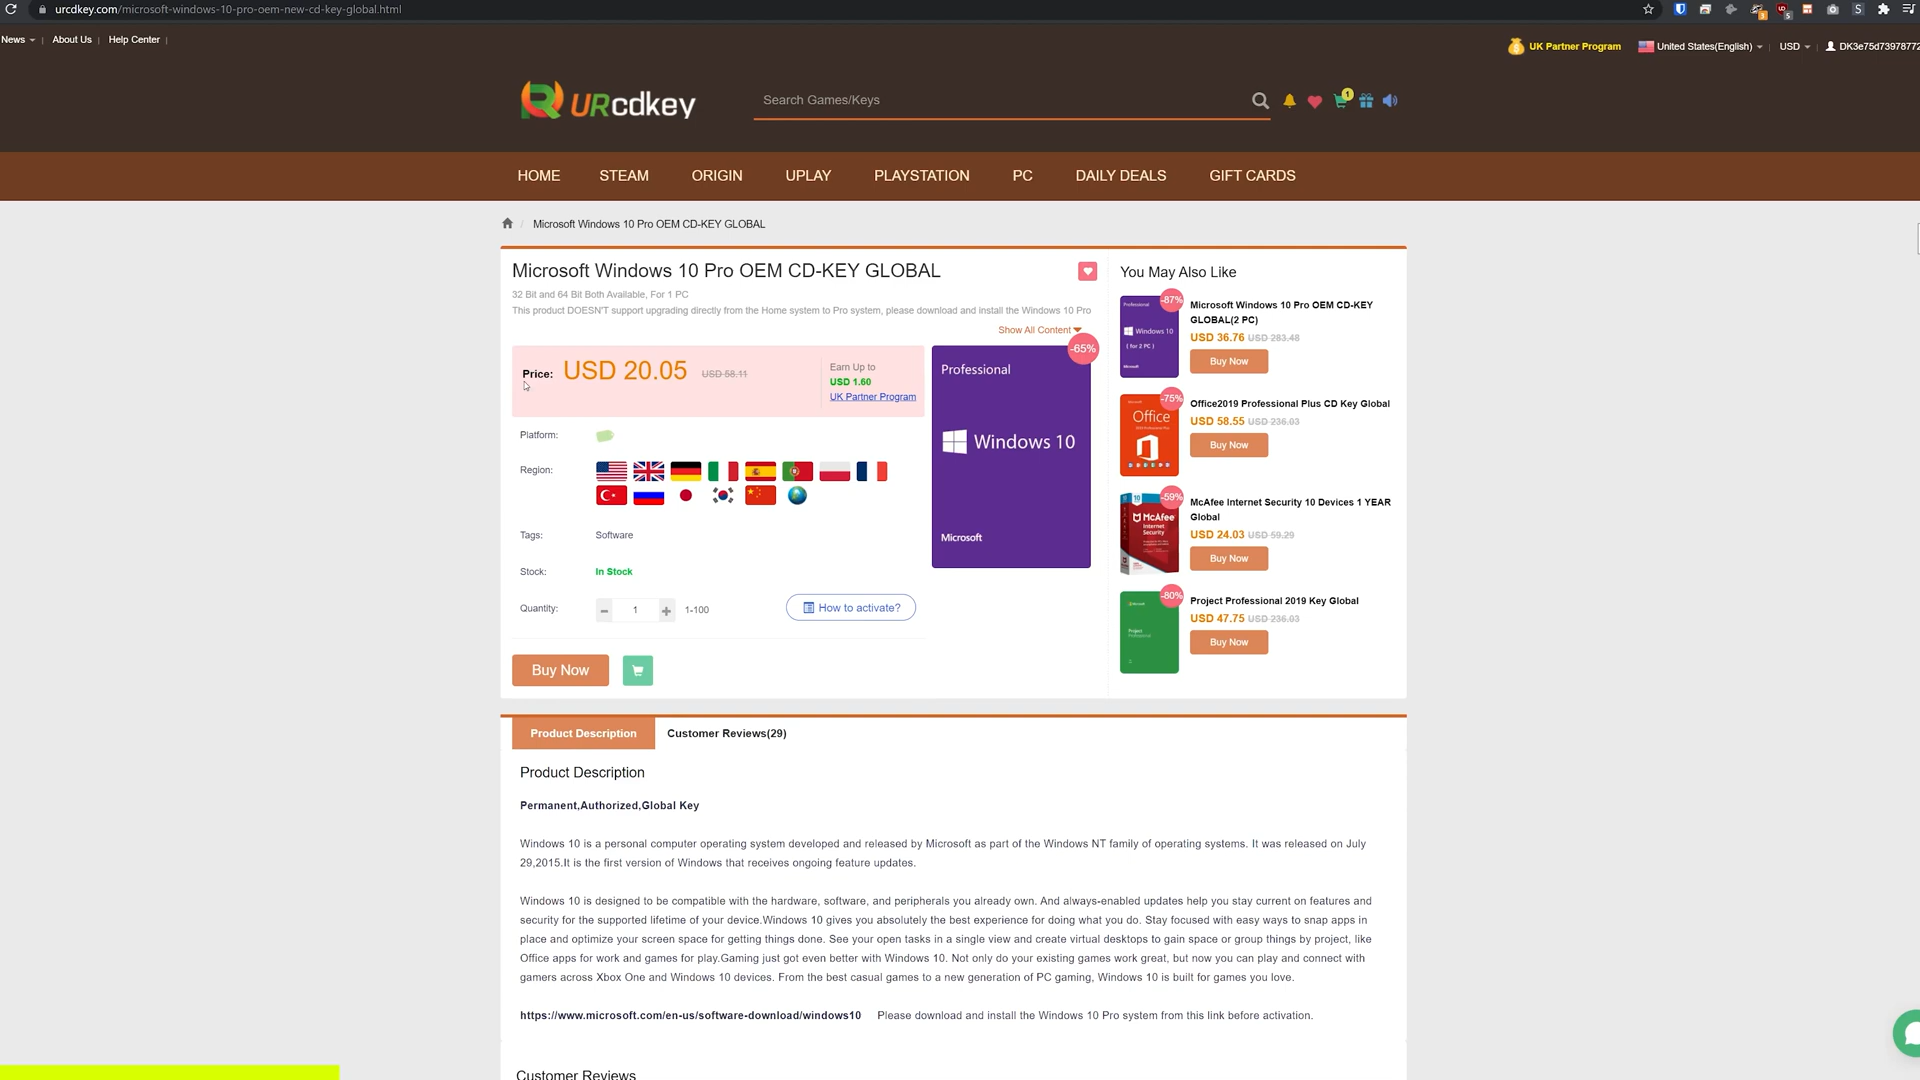 urcdkey.com/microsoft-windows-10-pro-oem-new-cd-key-global.html
News | About Us | Help Center |
UK Partner Program United States(English) | USD DK3e75d73978772
URcdkey
Search Games/Keys
1
HOME STEAM ORIGIN UPLAY PLAYSTATION PC DAILY DEALS GIFT CARDS
/ Microsoft Windows 10 Pro OEM CD-KEY GLOBAL
Microsoft Windows 10 Pro OEM CD-KEY GLOBAL
32 Bit and 64 Bit Both Available, For 1 PC
This product DOESN'T support upgrading directly from the Home system to Pro system, please download and install the Windows 10 Pro
Show All Content
Price: USD 20.05 USD 58.11
Earn Up to
USD 1.60
UK Partner Program
-65%
Professional
Windows 10
Microsoft
Platform:
Region:
Tags: Software
Stock: In Stock
Quantity: - 1 + 1-100
How to activate?
Buy Now
You May Also Like
-87%
Professional
Windows 10
( for 2 PC )
Microsoft
Microsoft Windows 10 Pro OEM CD-KEY
GLOBAL(2 PC)
USD 36.76 USD 283.48
Buy Now
-75%
Office
Office2019 Professional Plus CD Key Global
USD 58.55 USD 236.03
Buy Now
-59%
10
McAfee
Internet
Security
McAfee Internet Security 10 Devices 1 YEAR
Global
USD 24.03 USD 59.29
Buy Now
-80%
Project
Professional
Project Professional 2019 Key Global
USD 47.75 USD 236.03
Buy Now
Product Description Customer Reviews(29)
Product Description
Permanent,Authorized,Global Key
Windows 10 is a personal computer operating system developed and released by Microsoft as part of the Windows NT family of operating systems. It was released on July
29,2015.It is the first version of Windows that receives ongoing feature updates.
Windows 10 is designed to be compatible with the hardware, software, and peripherals you already own. And always-enabled updates help you stay current on features and
security for the supported lifetime of your device.Windows 10 gives you absolutely the best experience for doing what you do. Stay focused with easy ways to snap apps in
place and optimize your screen space for getting things done. See your open tasks in a single view and create virtual desktops to gain space or group things by project, like
Office apps for work and games for play.Gaming just got even better with Windows 10. Not only do your existing games work great, but now you can play and connect with
gamers across Xbox One and Windows 10 devices. From the best casual games to a new generation of PC gaming, Windows 10 is built for games you love.
https://www.microsoft.com/en-us/software-download/windows10 Please download and install the Windows 10 Pro system from this link before activation.
Customer Reviews